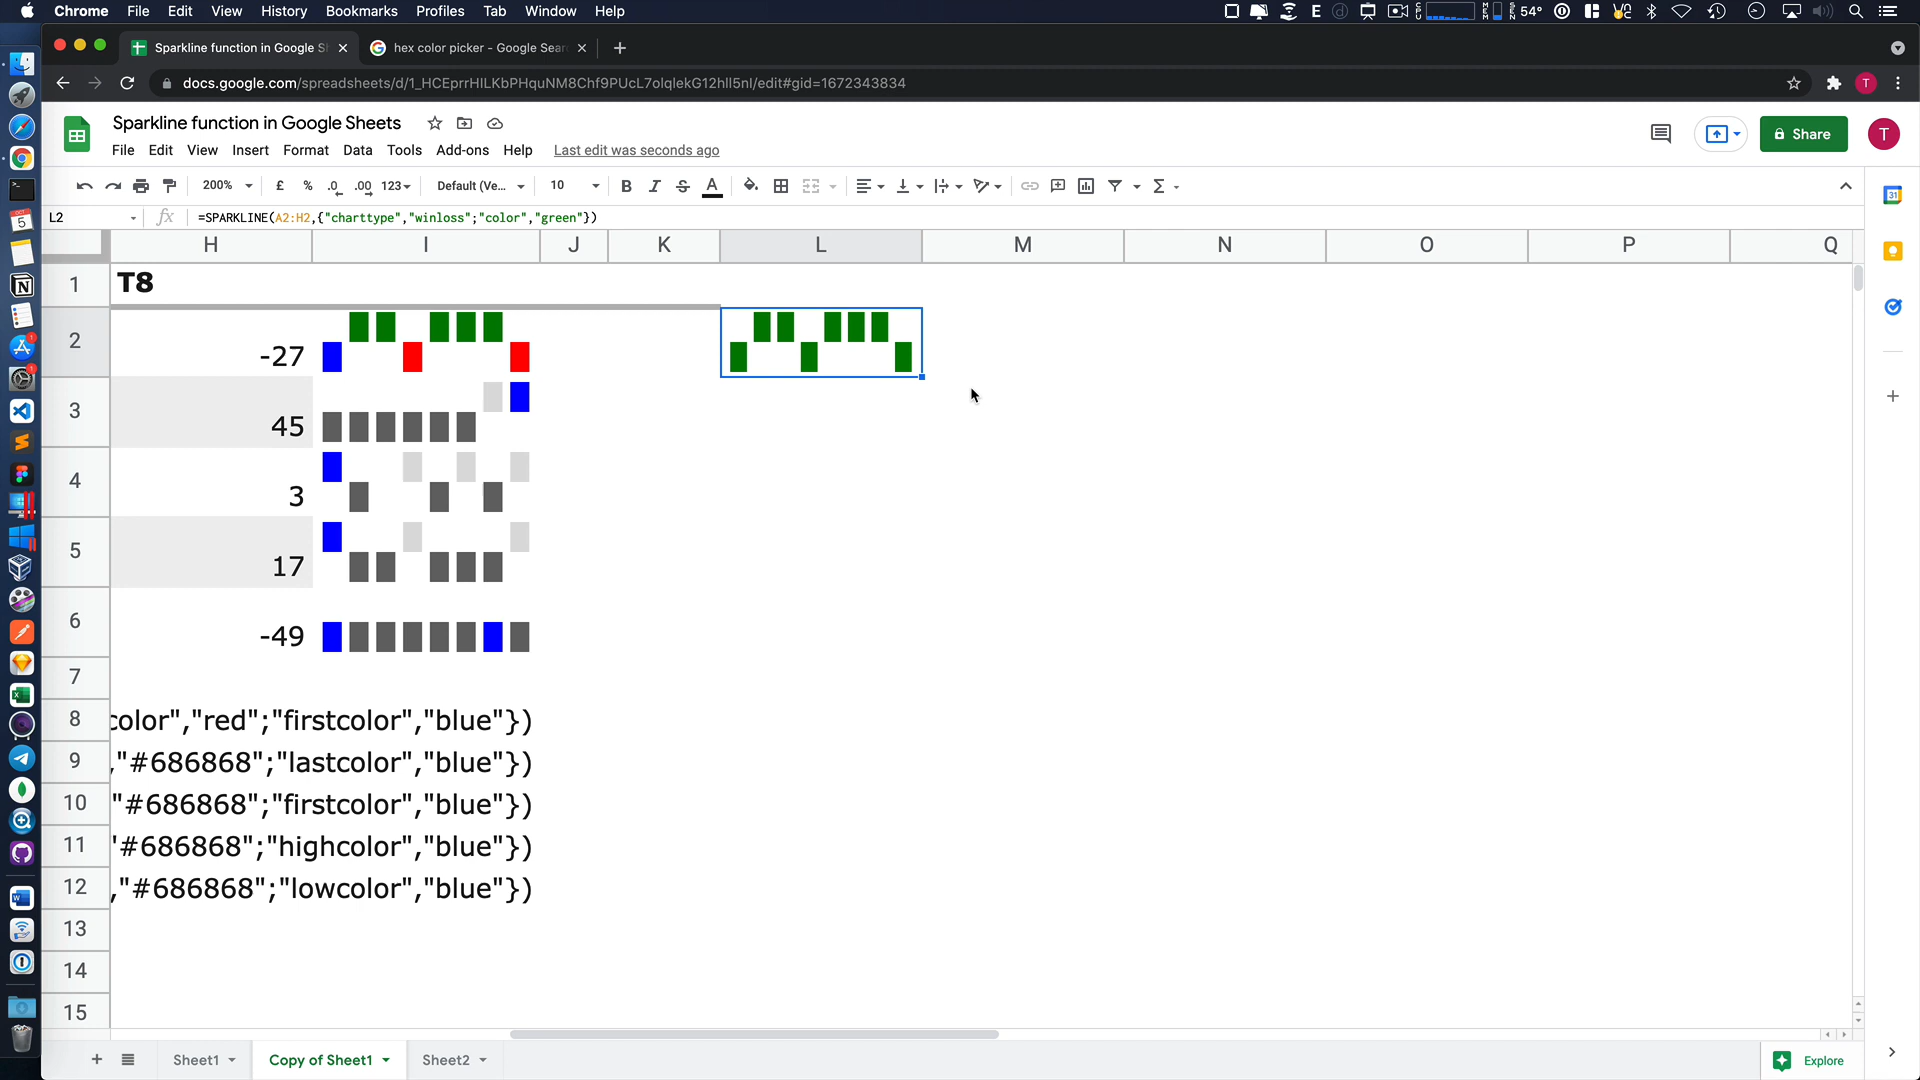 Chrome File Edit View History Bookmarks Profiles Tab Window Help
54°
Sparkline function in Google S
hex color picker - Google Sear
docs.google.com/spreadsheets/d/1_HCEprrHILKbPHquNM8Chf9PUcL7olqlekG12hll5nI/edit#gid=1672343834
Sparkline function in Google Sheets
Share
T
File Edit View Insert Format Data Tools Add-ons Help Last edit was seconds ago
200% £ % .0 .00 123 Default (Ve... 10 B I S A
L2 fx =SPARKLINE(A2:H2,{"charttype","winloss";"color","green"})
H I J K L M N O P Q
1 T8
2 -27
3 45
4 3
5 17
6 -49
7
8 color","red";"firstcolor","blue"})
9 ,"#686868";"lastcolor","blue"})
10 "#686868";"firstcolor","blue"})
11 "#686868";"highcolor","blue"})
12 ,"#686868";"lowcolor","blue"})
13
14
15
Sheet1 Copy of Sheet1 Sheet2 Explore